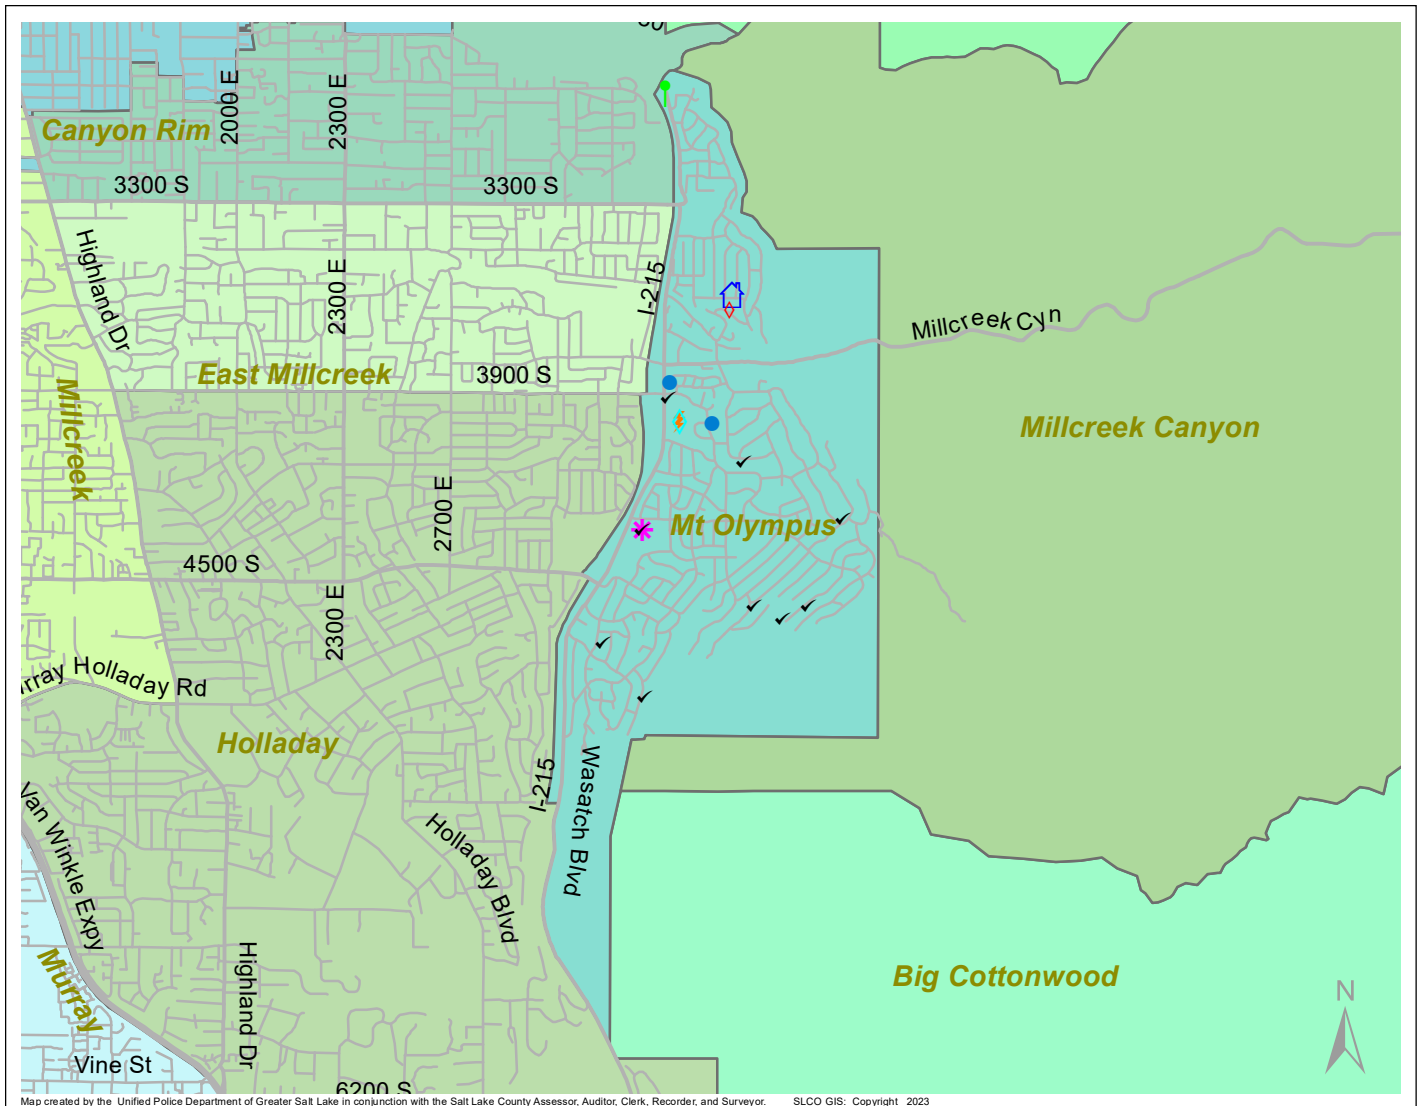 Canyon Rim
2000 E
2300 E
3300 S
3300 S
Highland Dr
2300 E
I-215
Millcreek Cyn
East Millcreek
3900 S
Millcreek
Millcreek Canyon
2700 E
Mt Olympus
4500 S
2300 E
rray Holladay Rd
Holladay
I-215
Wasatch Blvd
Van Winkle Expy
Holladay Blvd
Murray
Highland Dr
Big Cottonwood
N
Vine St
6200 S
Map created by the Unified Police Department of Greater Salt Lake in conjunction with the Salt Lake County Assessor, Auditor, Clerk, Recorder, and Surveyor. SLCO GIS: Copyright 2023